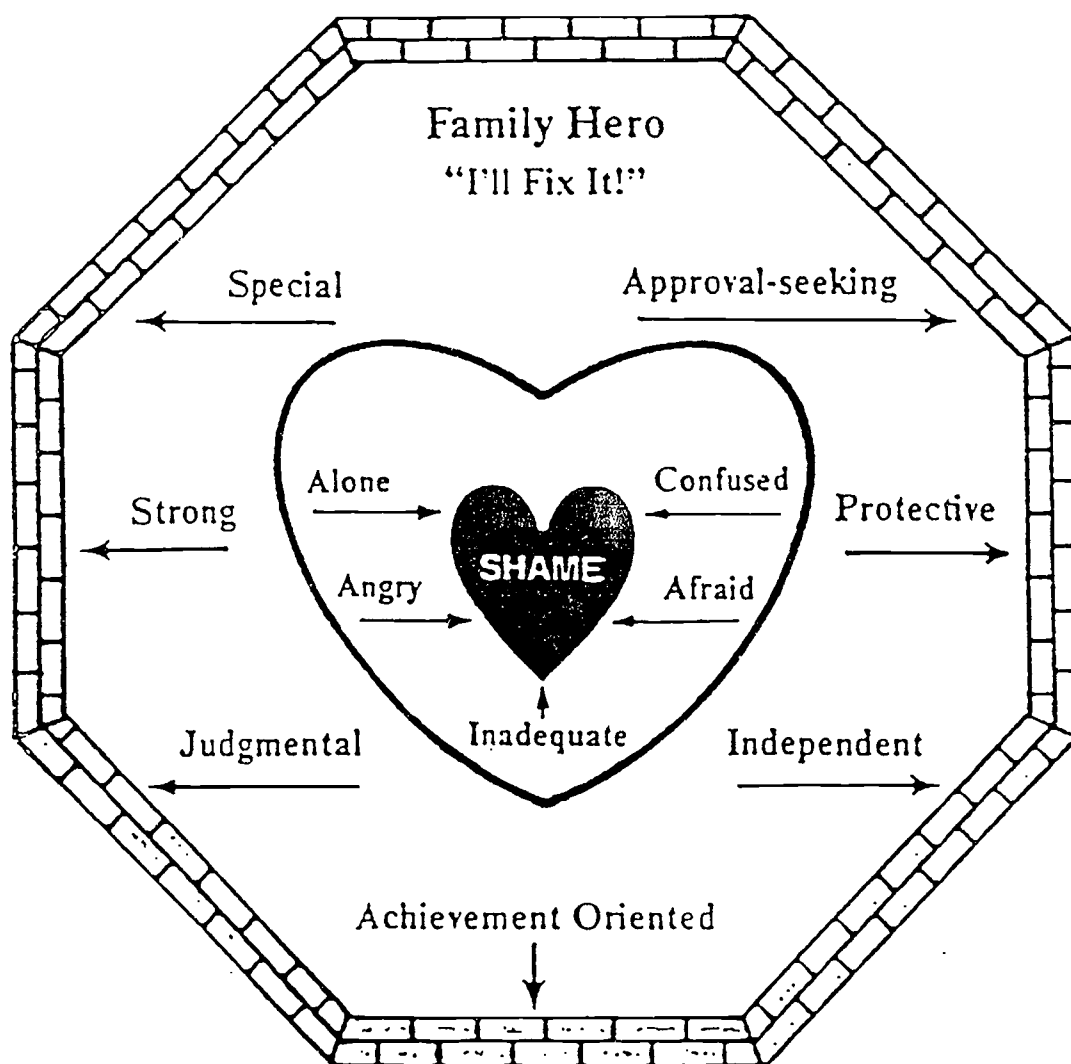 Family Hero
“I'll Fix It!”
Special
Approval-seeking
Alone
Confused
Strong
Protective
SHAME
Angry
Afraid
Judgmental
Inadequate
Independent
Achievement Oriented